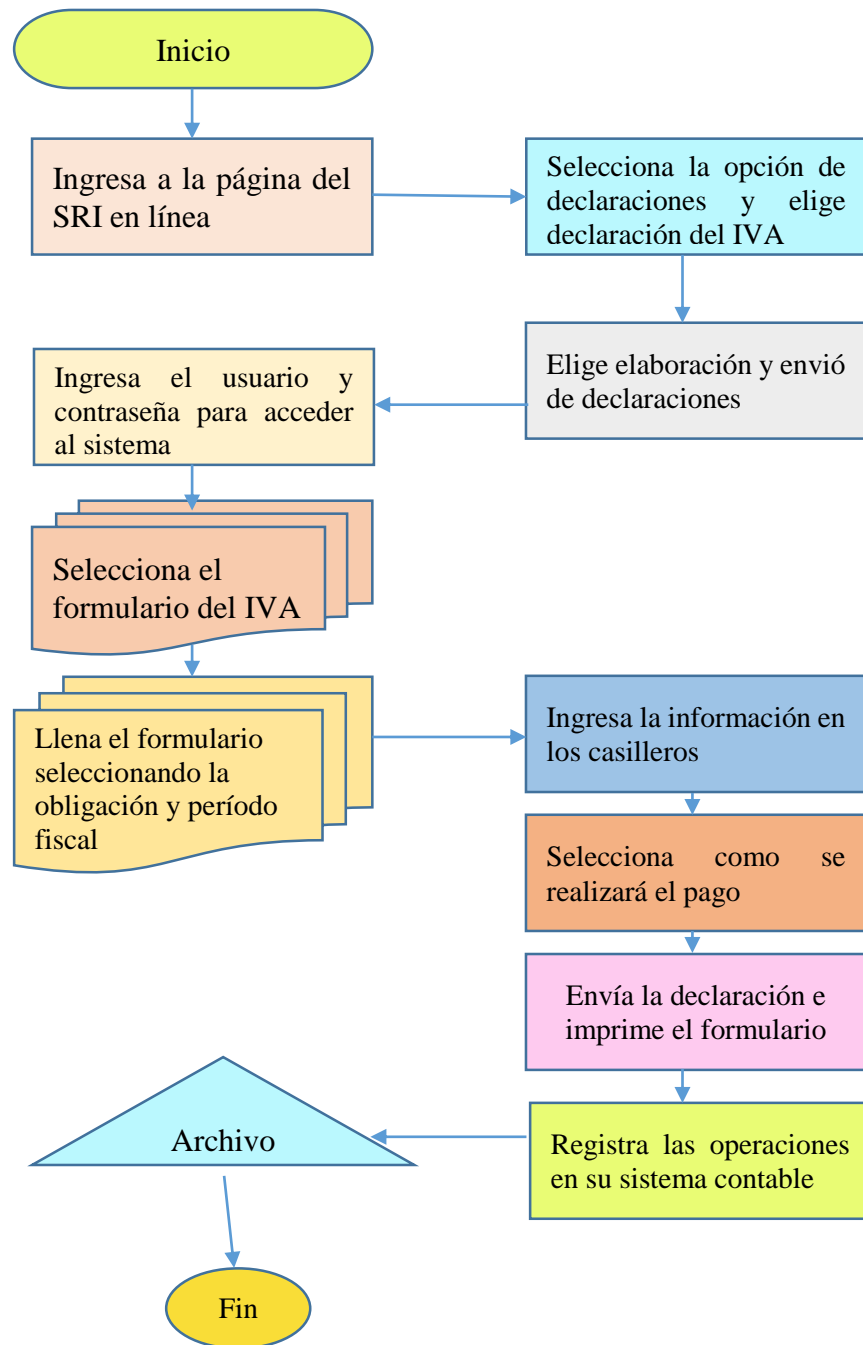 Inicio
Ingresa a la página del
SRI en línea
Selecciona la opción de
declaraciones y elige
declaración del IVA
Elige elaboración y envió
de declaraciones
Ingresa el usuario y
contraseña para acceder
al sistema
Selecciona el
formulario del IVA
Llena el formulario
seleccionando la
obligación y período
fiscal
Ingresa la información en
los casilleros
Selecciona como se
realizará el pago
Envía la declaración e
imprime el formulario
Registra las operaciones
en su sistema contable
Archivo
Fin